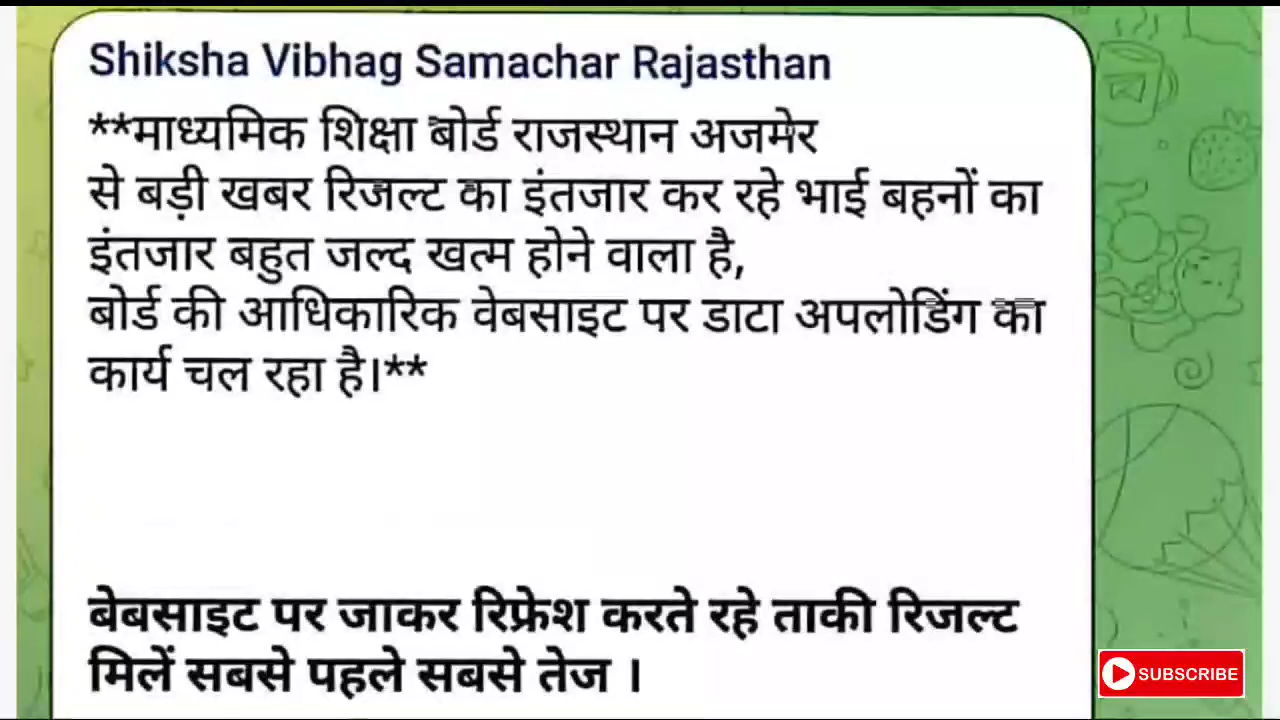 Shiksha Vibhag Samachar Rajasthan
**माध्यमिक शिक्षा बोर्ड राजस्थान अजमेर
से बड़ी खबर रिजल्ट का इंतजार कर रहे भाई बहनों का
इंतजार बहुत जल्द खत्म होने वाला है,
बोर्ड की आधिकारिक वेबसाइट पर डाटा अपलोडिंग का
कार्य चल रहा है।**
बेबसाइट पर जाकर रिफ्रेश करते रहे ताकी रिजल्ट
मिलें सबसे पहले सबसे तेज ।
SUBSCRIBE